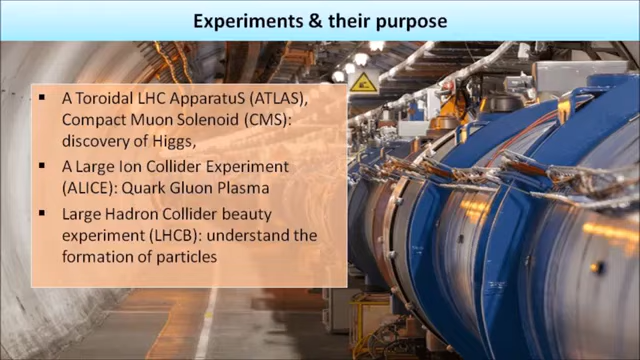 Experiments & their purpose
▪ A Toroidal LHC ApparatuS (ATLAS),
Compact Muon Solenoid (CMS):
discovery of Higgs,
▪ A Large Ion Collider Experiment
(ALICE): Quark Gluon Plasma
▪ Large Hadron Collider beauty
experiment (LHCB): understand the
formation of particles